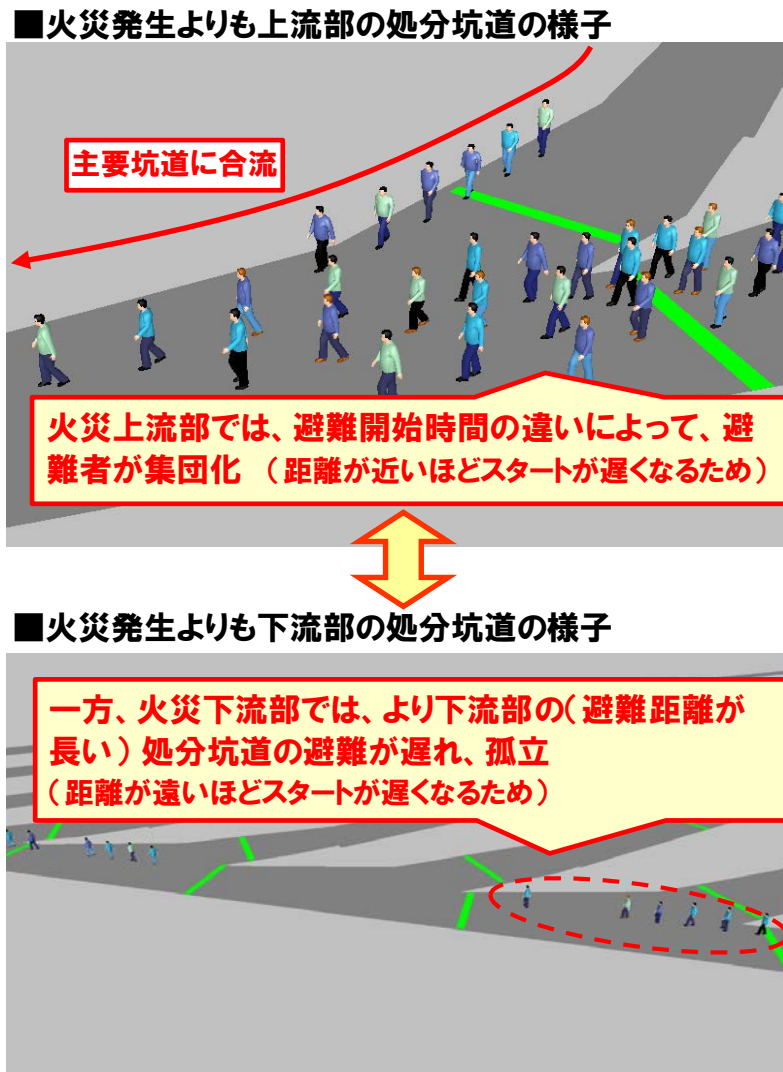 ■火災発生よりも上流部の処分坑道の様子
主要坑道に合流
火災上流部では、避難開始時間の違いによって、避
難者が集団化 （距離が近いほどスタートが遅くなるため）
■火災発生よりも下流部の処分坑道の様子
一方、火災下流部では、より下流部の（避難距離が
長い）処分坑道の避難が遅れ、孤立
（距離が遠いほどスタートが遅くなるため）